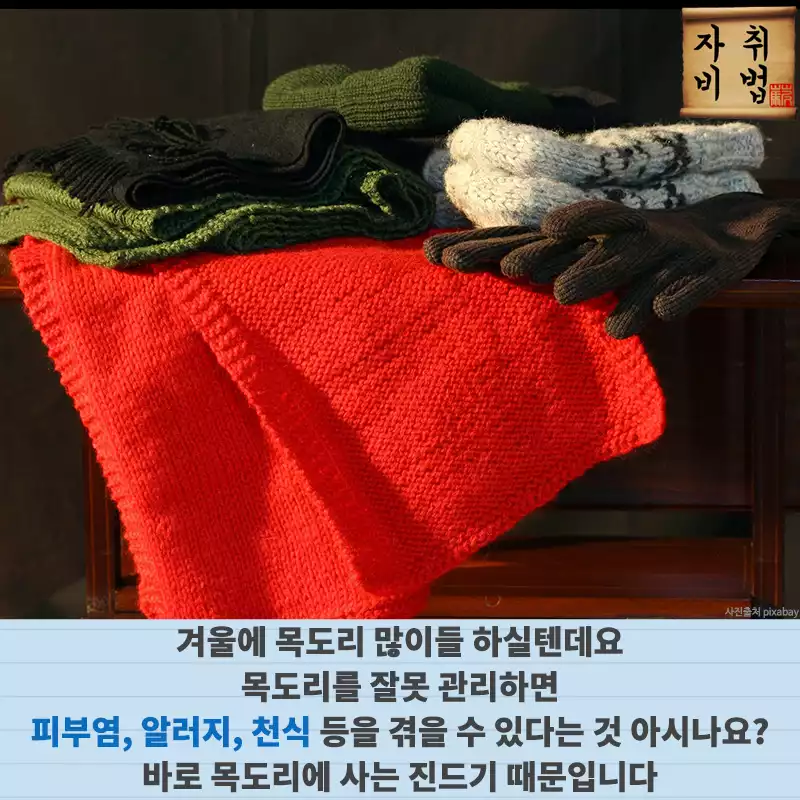 자취
비법
사진출처 pixabay
겨울에 목도리 많이들 하실텐데요
목도리를 잘못 관리하면
피부염, 알러지, 천식 등을 겪을 수 있다는 것 아시나요?
바로 목도리에 사는 진드기 때문입니다